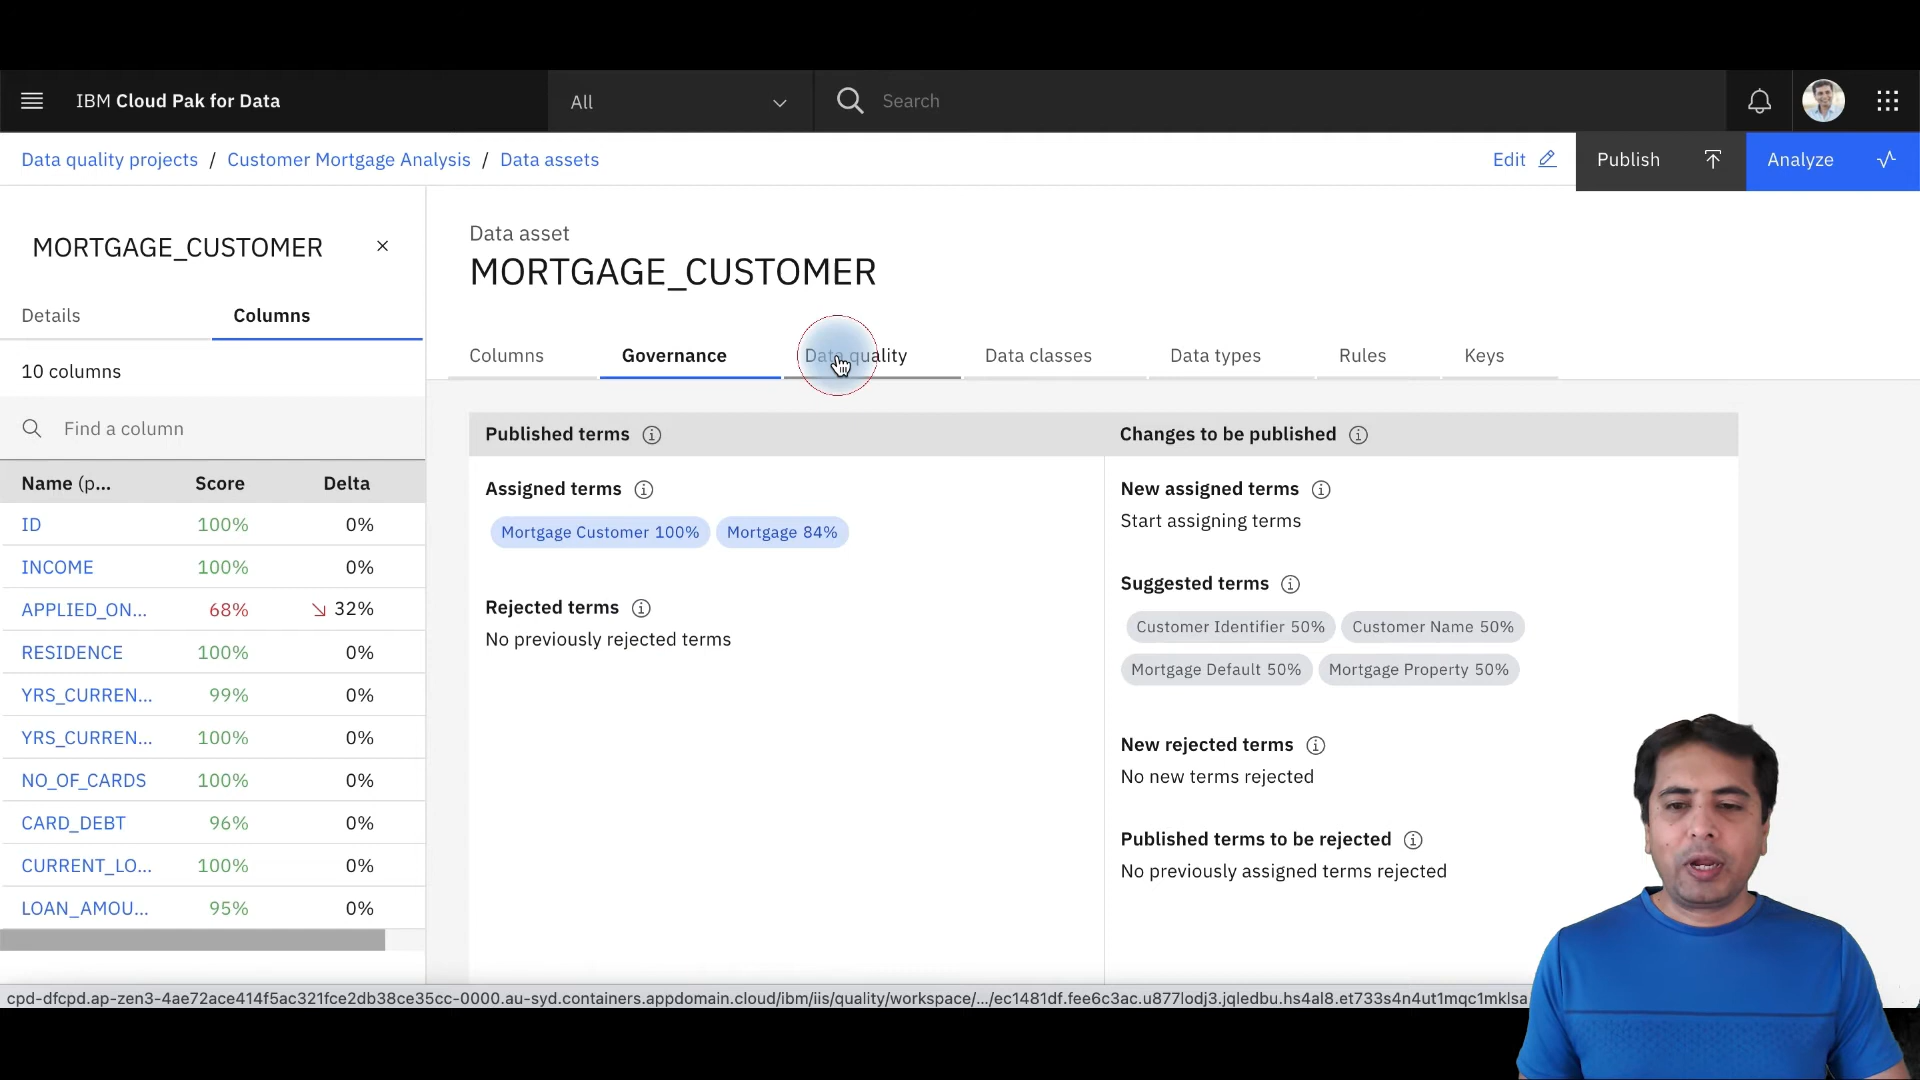 IBM Cloud Pak for Data
All
Search
Data quality projects / Customer Mortgage Analysis / Data assets
Edit
Publish
Analyze
MORTGAGE_CUSTOMER
Details
Columns
10 columns
Find a column
Name (p... Score Delta
ID 100% 0%
INCOME 100% 0%
APPLIED_ON... 68% 32%
RESIDENCE 100% 0%
YRS_CURREN... 99% 0%
YRS_CURREN... 100% 0%
NO_OF_CARDS 100% 0%
CARD_DEBT 96% 0%
CURRENT_LO... 100% 0%
LOAN_AMOU... 95% 0%
Data asset
MORTGAGE_CUSTOMER
Columns Governance Data quality Data classes Data types Rules Keys
Published terms
Assigned terms
Mortgage Customer 100% Mortgage 84%
Rejected terms
No previously rejected terms
Changes to be published
New assigned terms
Start assigning terms
Suggested terms
Customer Identifier 50% Customer Name 50%
Mortgage Default 50% Mortgage Property 50%
New rejected terms
No new terms rejected
Published terms to be rejected
No previously assigned terms rejected
cpd-dfcpd.ap-zen3-4ae72ace414f5ac321fce2db38ce35cc-0000.au-syd.containers.appdomain.cloud/ibm/iis/quality/workspace/.../ec1481df.fee6c3ac.u877lodj3.jqledbu.hs4al8.et733s4n4ut1mqc1mklsa